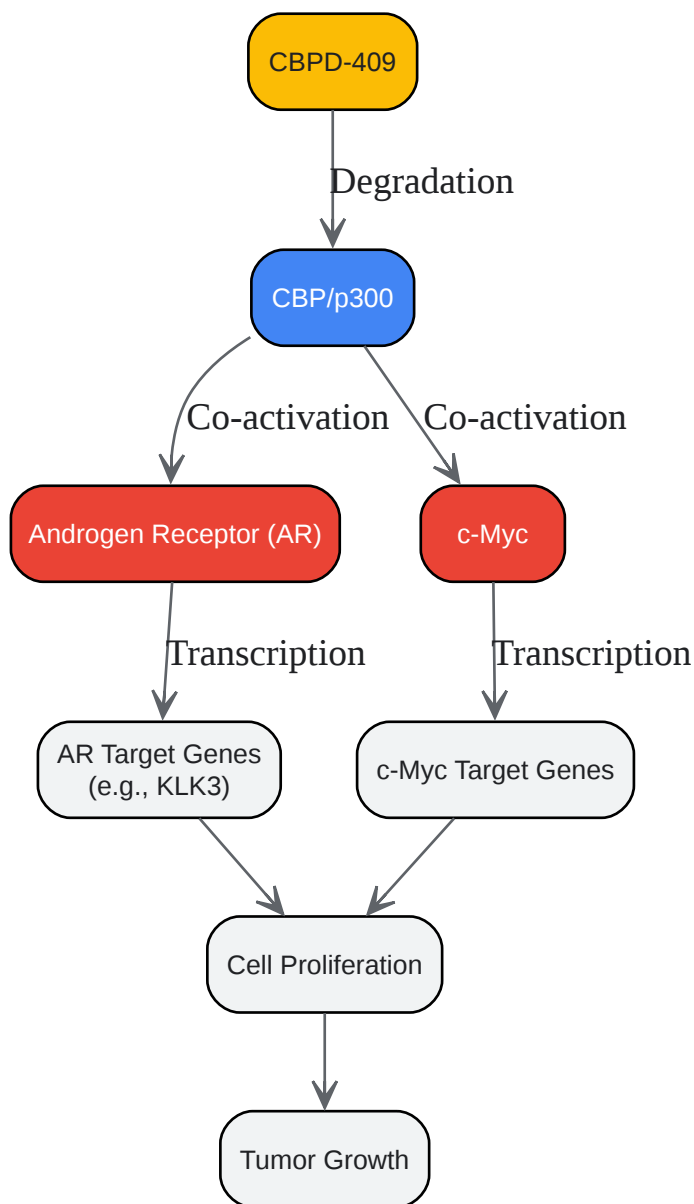 CBPD-409
Degradation
CBP/p300
Co-activation
Co-activation
Androgen Receptor (AR)
c-Myc
Transcription
Transcription
AR Target Genes
(e.g., KLK3)
c-Myc Target Genes
Cell Proliferation
Tumor Growth